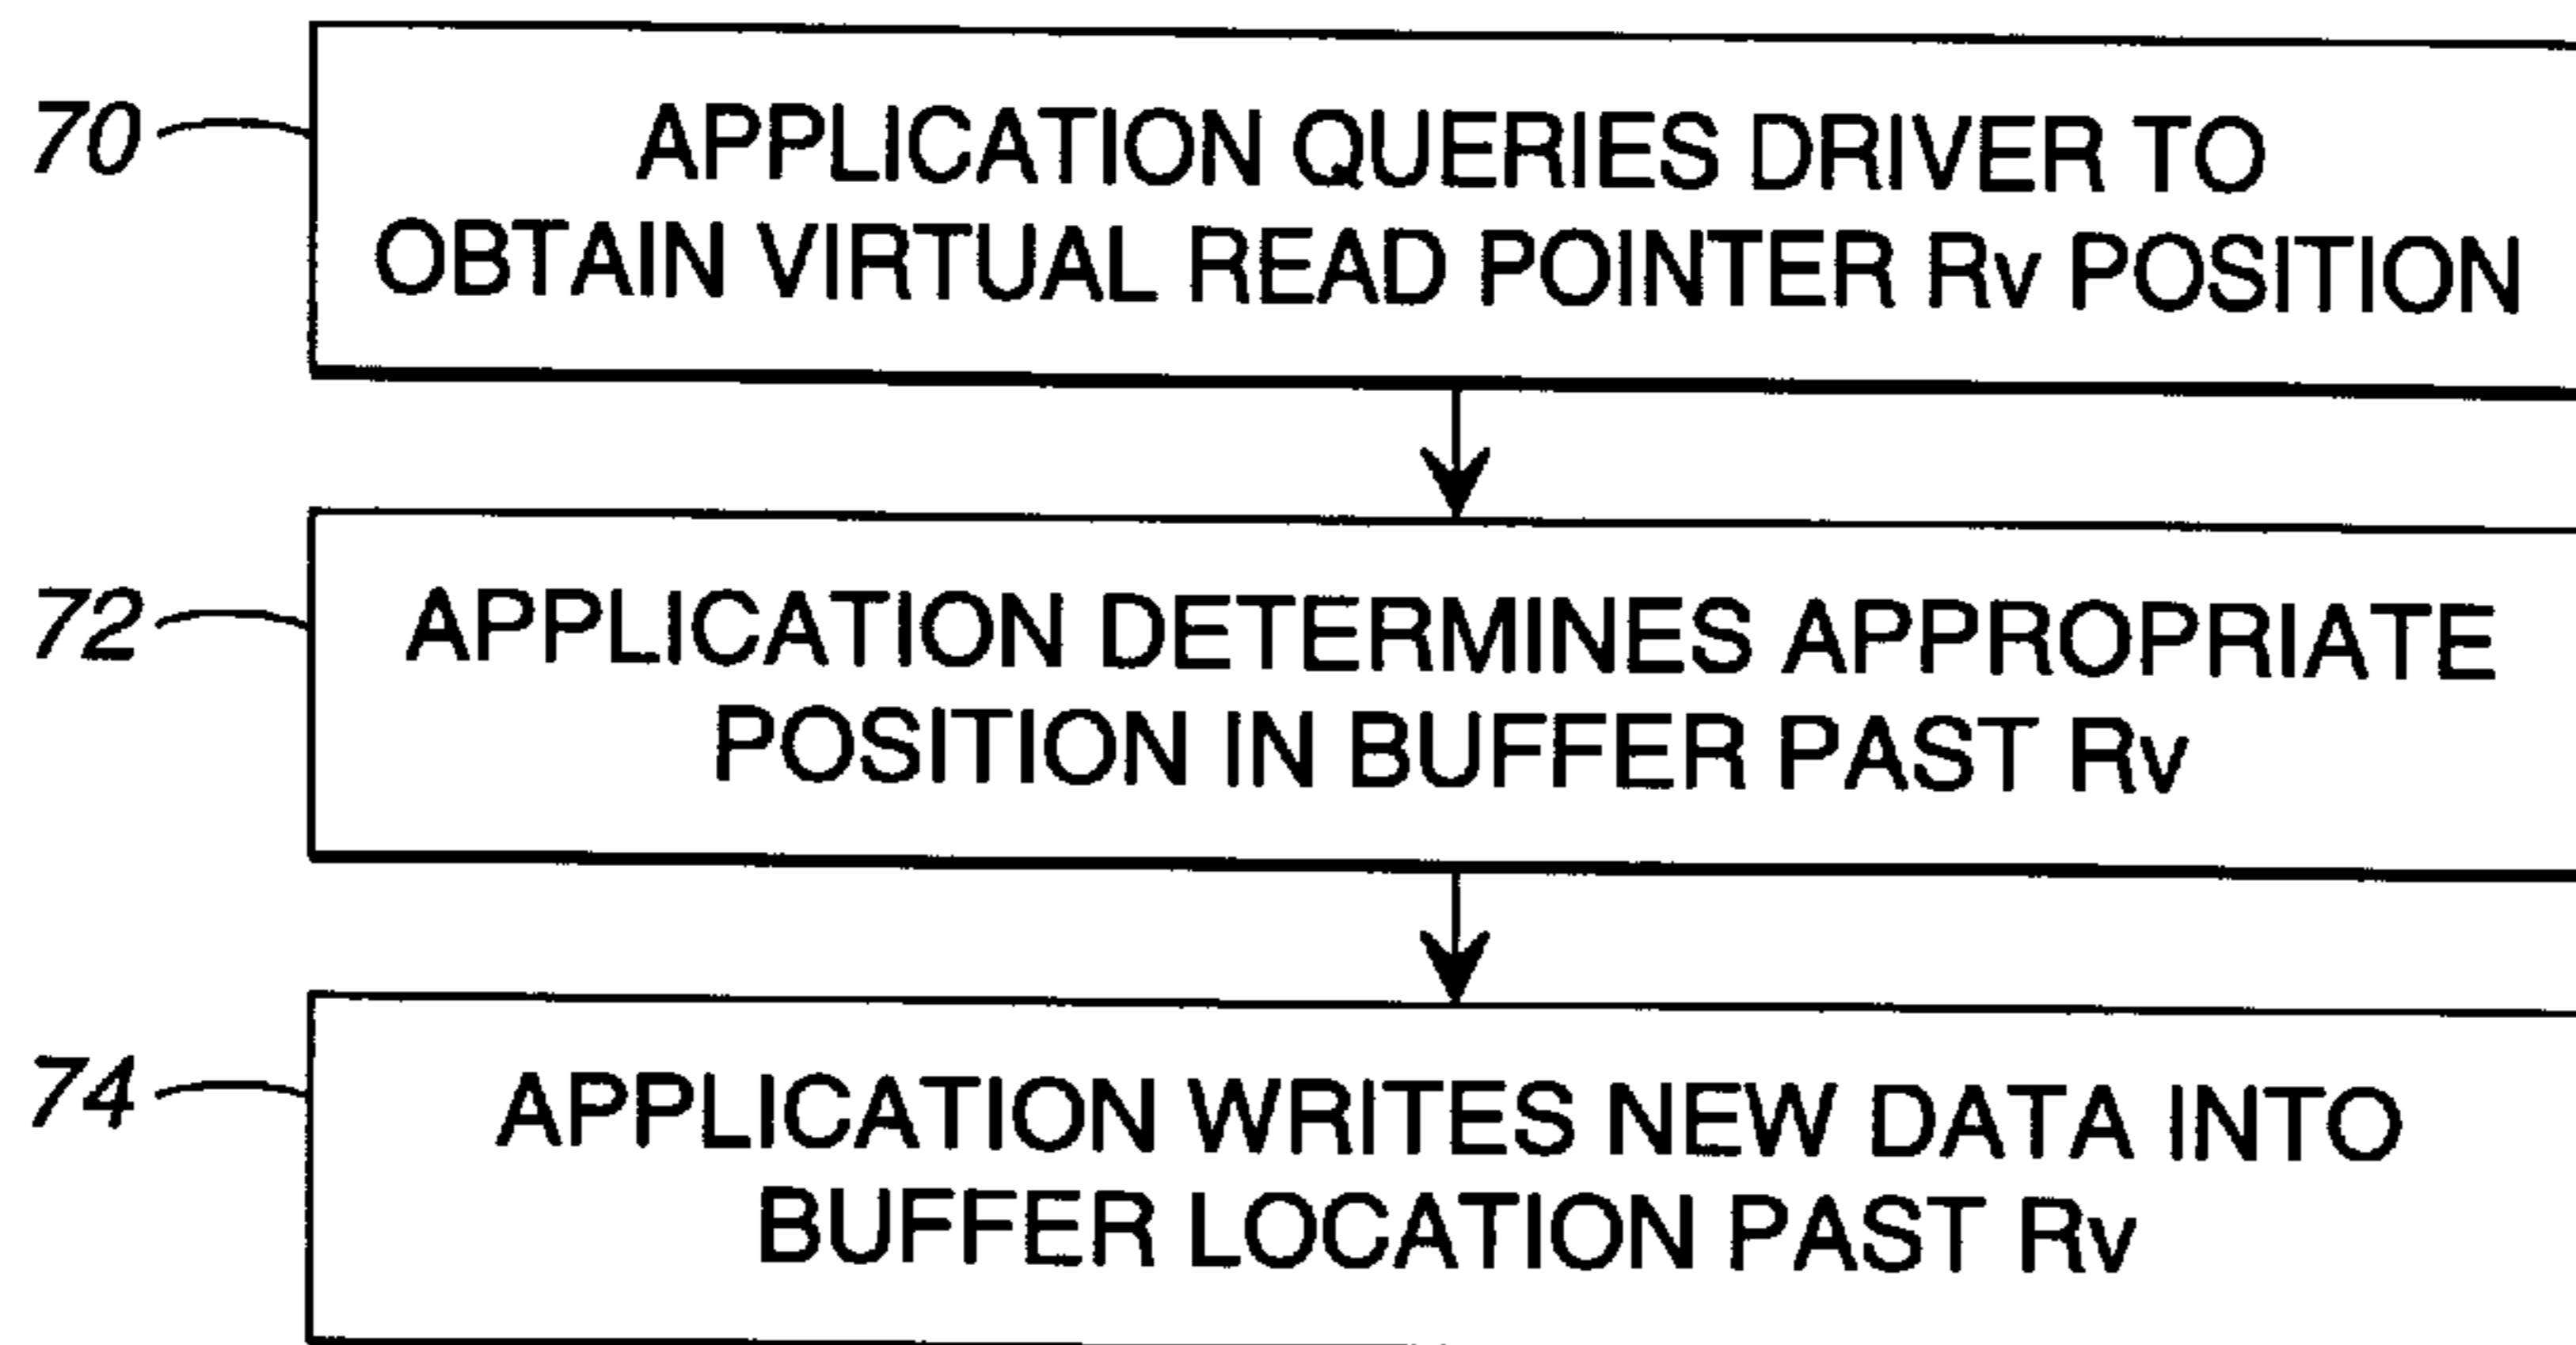 70
APPLICATION QUERIES DRIVER TO
OBTAIN VIRTUAL READ POINTER Rv POSITION
72
APPLICATION DETERMINES APPROPRIATE
POSITION IN BUFFER PAST Rv
74
APPLICATION WRITES NEW DATA INTO
BUFFER LOCATION PAST Rv